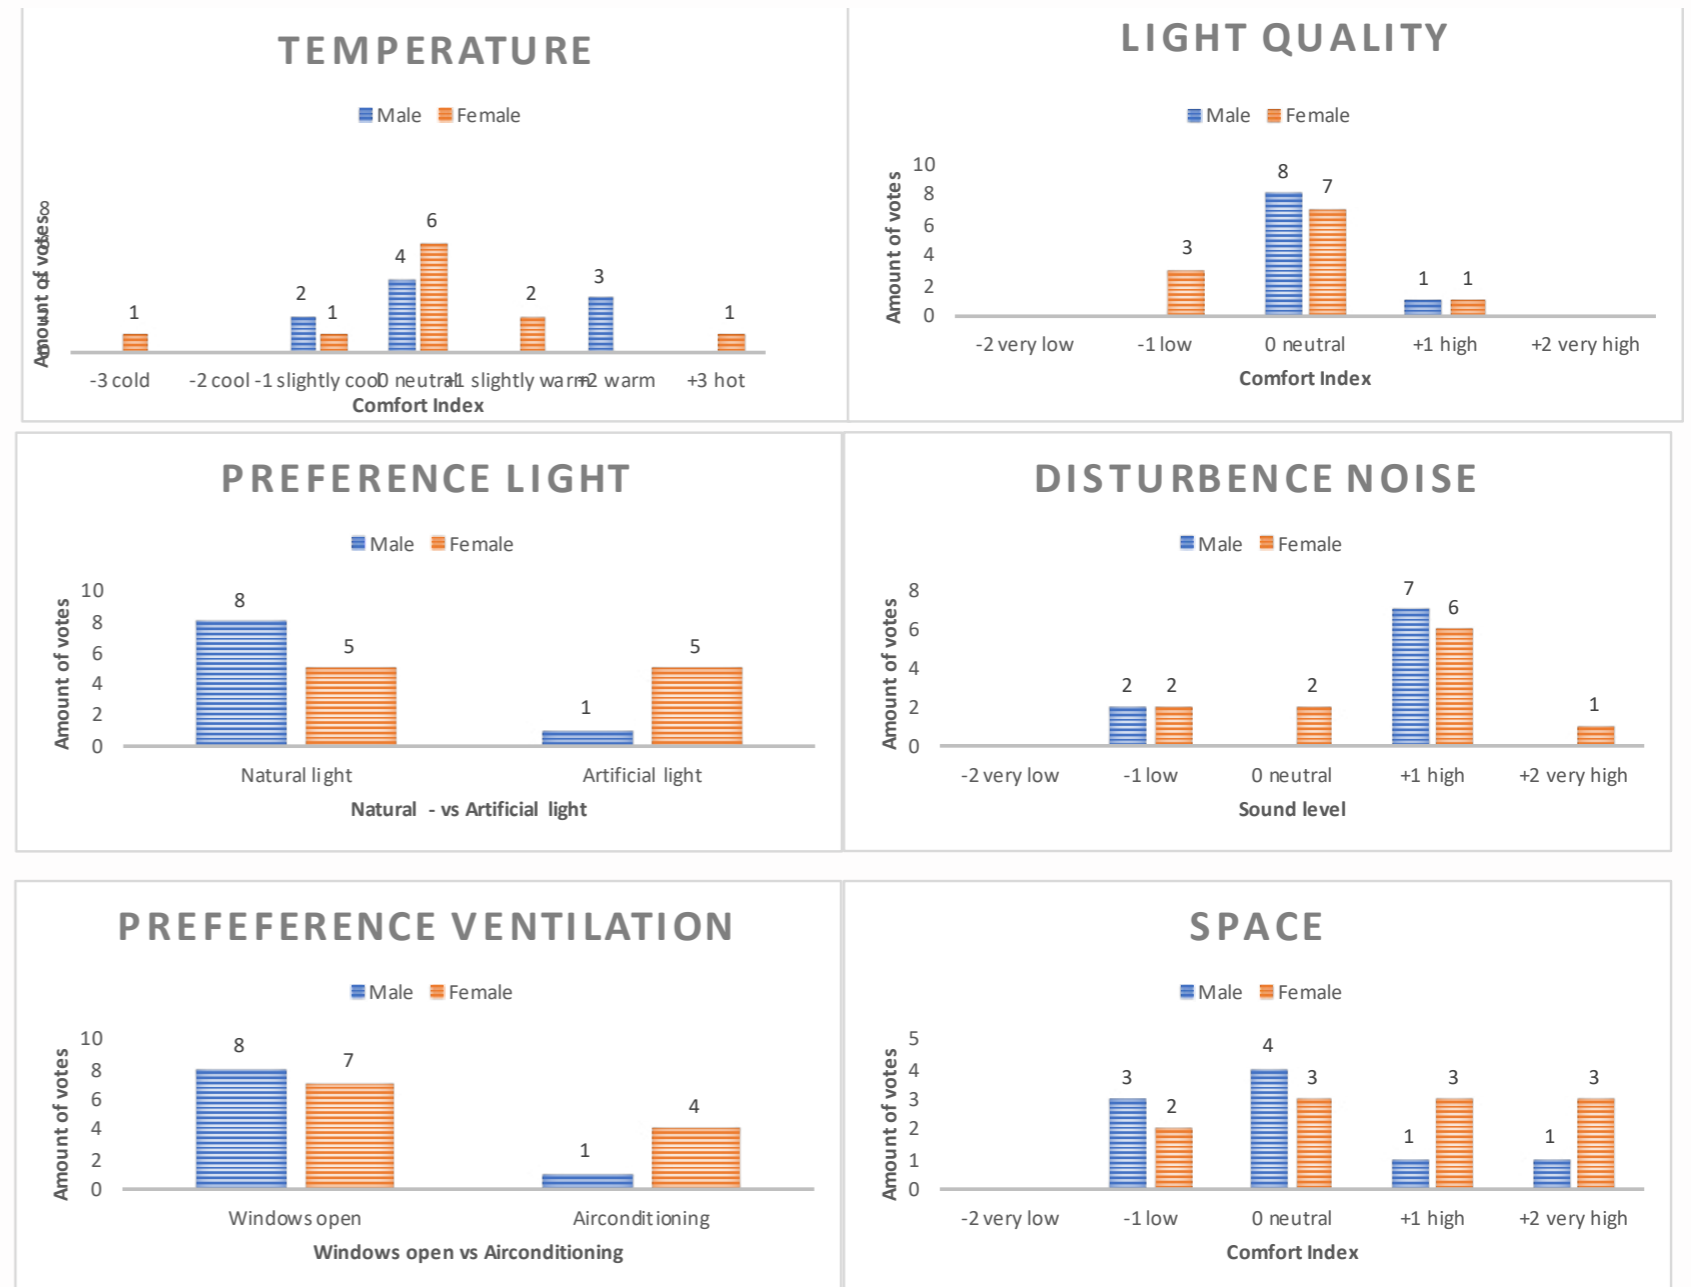 TEMPERATURE
Male Female
Amount of votes
8
1 2 1 4 6 2 3 1
-3 cold -2 cool -1 slightly cool 0 neutral +1 slightly warm +2 warm +3 hot
Comfort Index
LIGHT QUALITY
Male Female
Amount of votes
10
8
6
4
2
0
3 8 7 1 1
-2 very low -1 low 0 neutral +1 high +2 very high
Comfort Index
PREFERENCE LIGHT
Male Female
Amount of votes
10
8
6
4
2
0
8 5 1 5
Natural light Artificial light
Natural - vs Artificial light
DISTURBENCE NOISE
Male Female
Amount of votes
8
6
4
2
0
2 2 2 7 6 1
-2 very low -1 low 0 neutral +1 high +2 very high
Sound level
PREFEFERENCE VENTILATION
Male Female
Amount of votes
10
8
6
4
2
0
8 7 1 4
Windows open Airconditioning
Windows open vs Airconditioning
SPACE
Male Female
Amount of votes
5
4
3
2
1
0
3 2 4 3 1 3 1 3
-2 very low -1 low 0 neutral +1 high +2 very high
Comfort Index